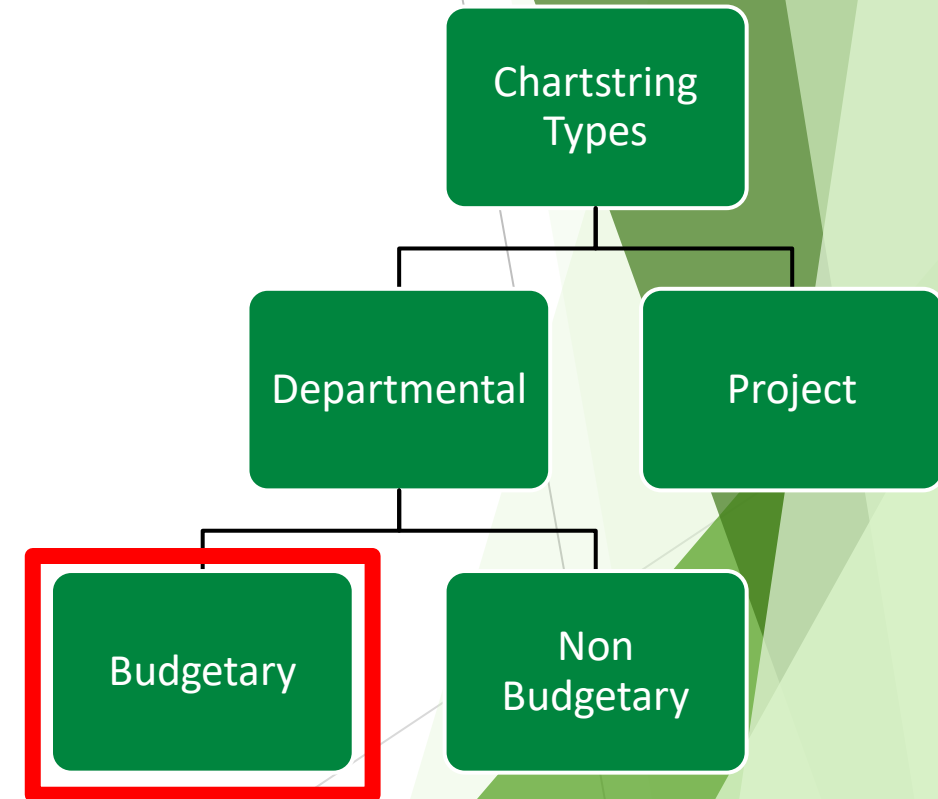 Chartstring
Types
Departmental
Project
Budgetary
Non
Budgetary